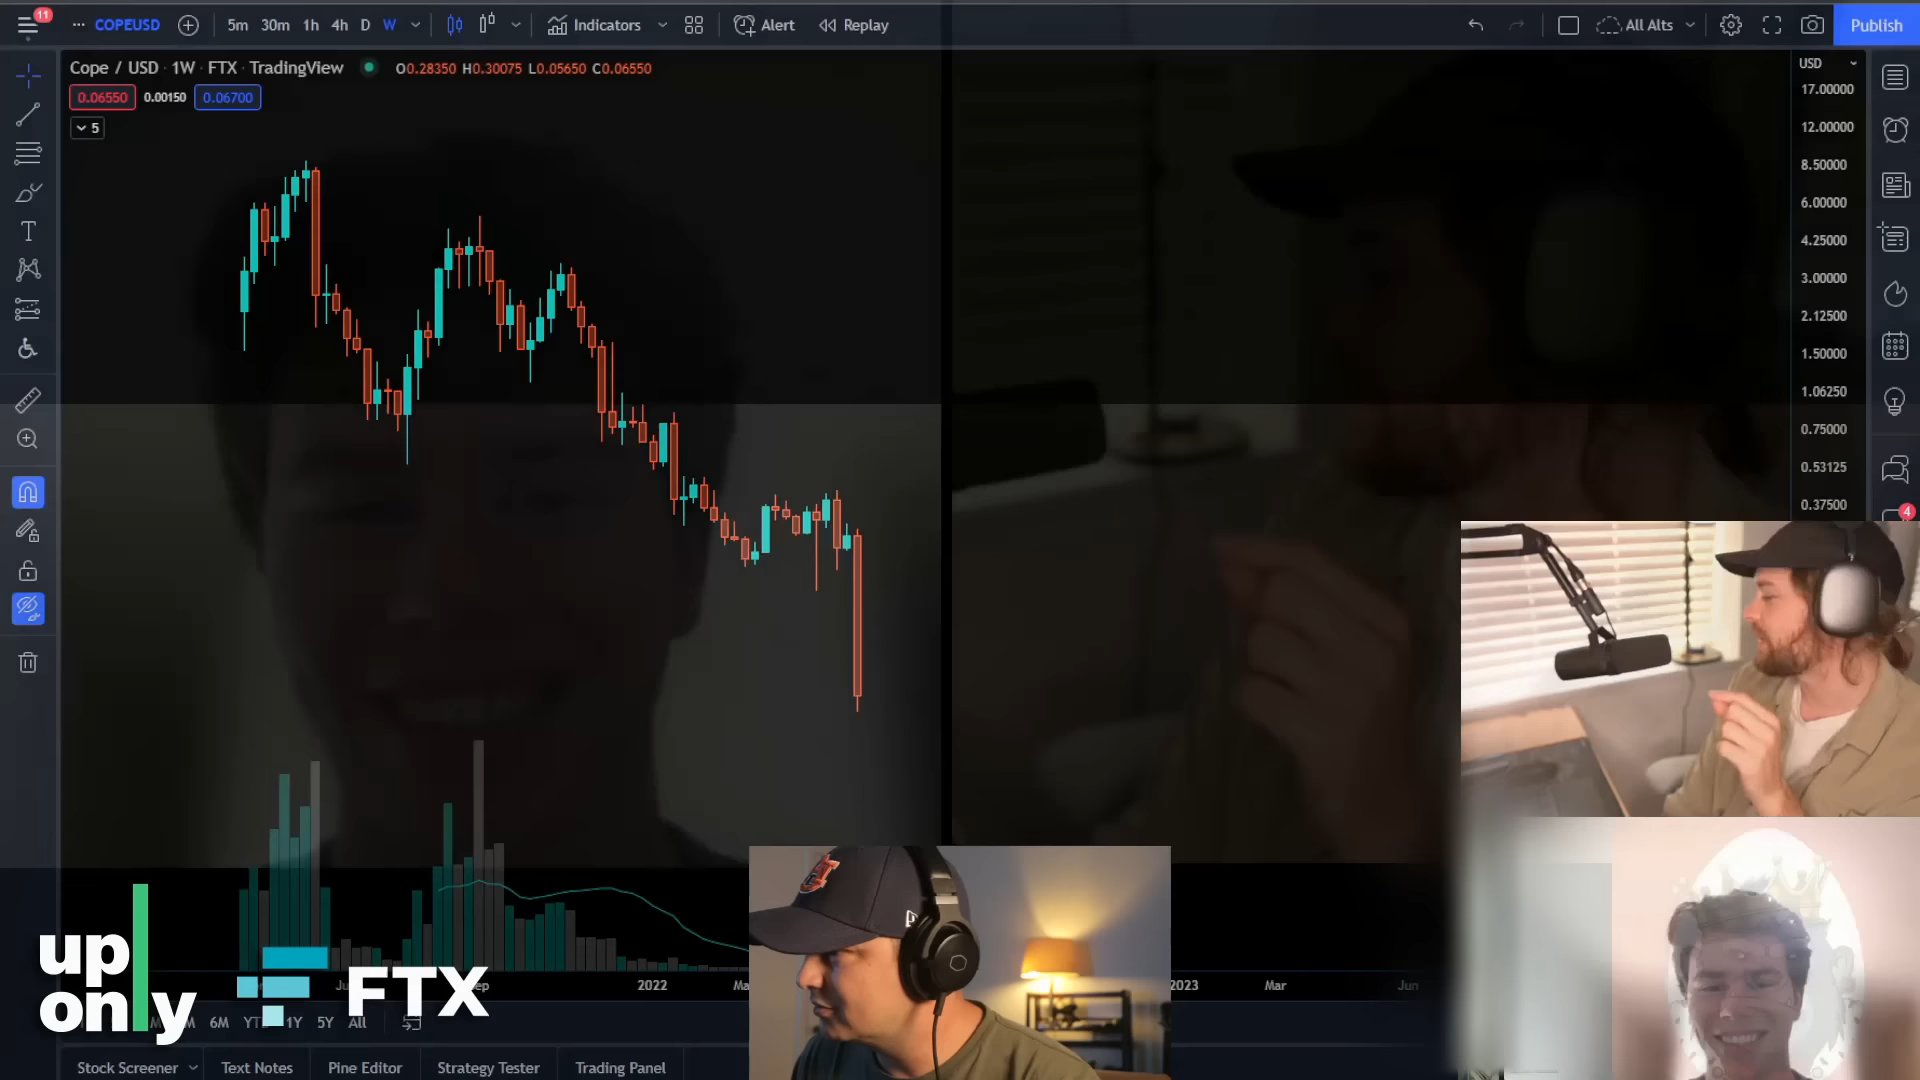 11
COPEUSD
5m 30m 1h 4h D W
Indicators
Alert
Replay
All Alts
Publish
Cope / USD · 1W · FTX · TradingView
O0.28350 H0.30075 L0.05650 C0.06550
0.06550 0.00150 0.06700
5
USD
17.00000
12.00000
8.50000
6.00000
4.25000
3.00000
2.12500
1.50000
1.06250
0.75000
0.53125
0.37500
4
2022
2023
Mar
Jun
up
only
FTX
6M
1Y 5Y All
Stock Screener
Text Notes
Pine Editor
Strategy Tester
Trading Panel